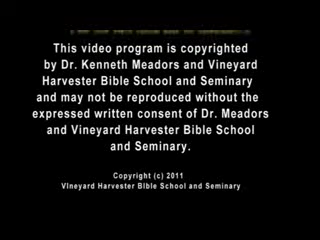 This video program is copyrighted
by Dr. Kenneth Meadors and Vineyard
Harvester Bible School and Seminary
and may not be reproduced without the
expressed written consent of Dr. Meadors
and Vineyard Harvester Bible School
and Seminary.
Copyright (c) 2011
VIneyard Harvester Bible School and Seminary